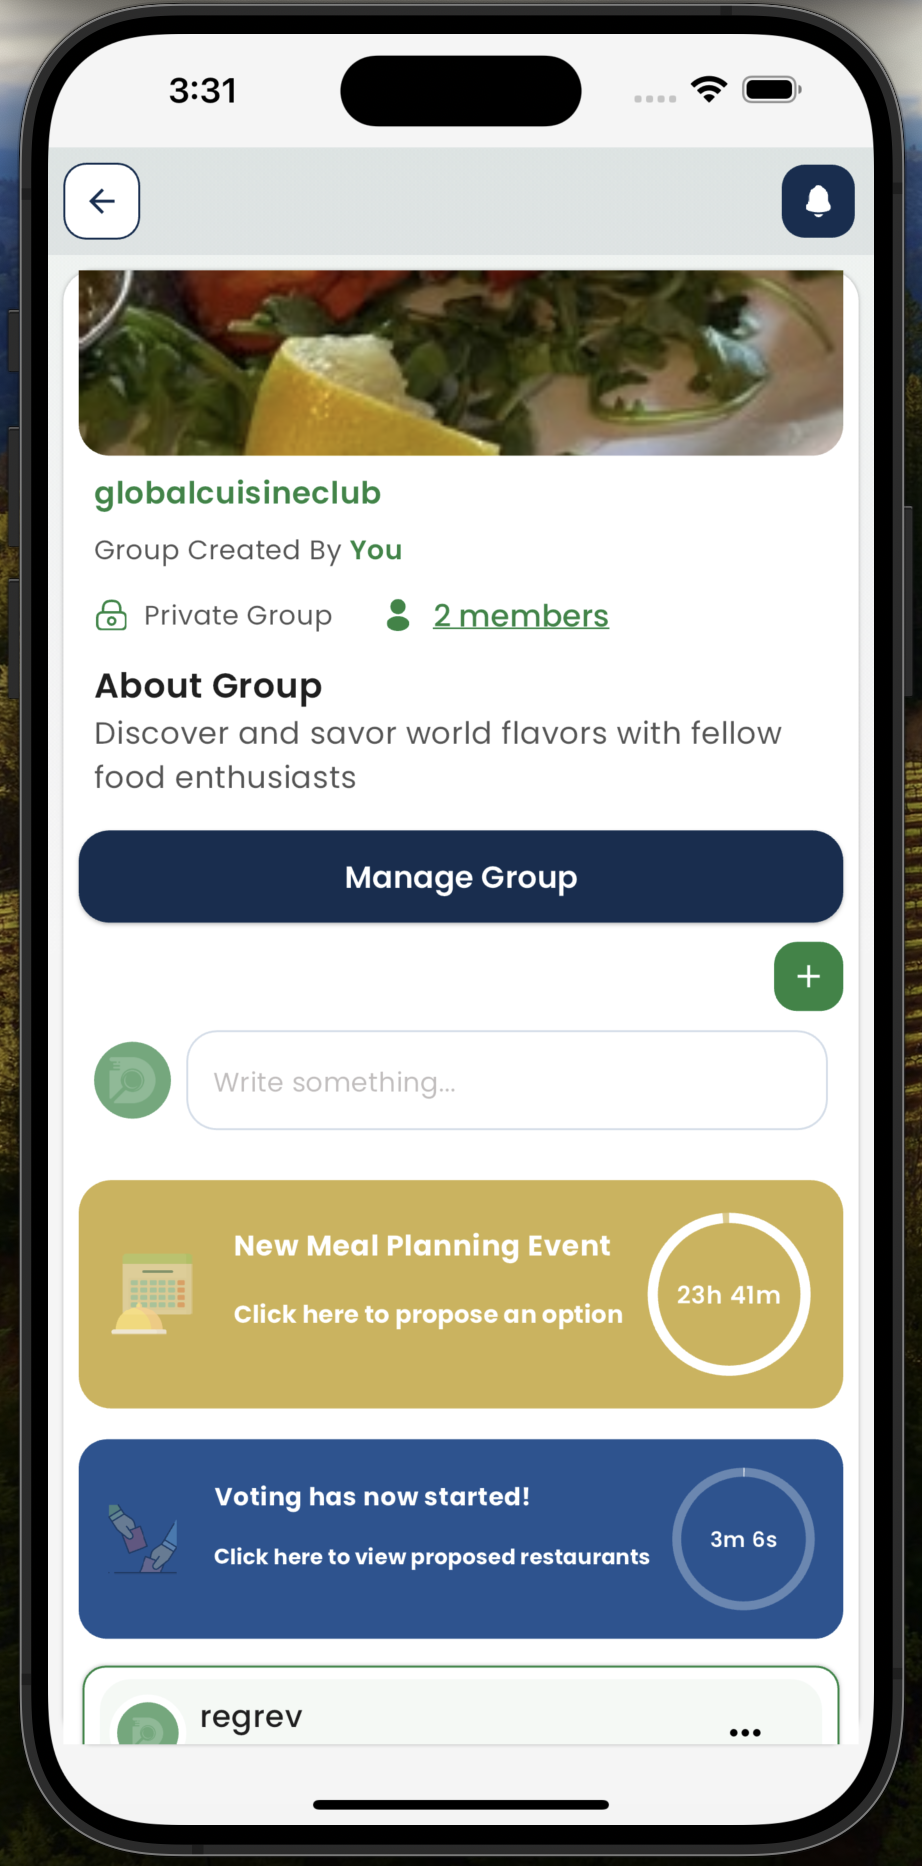 3:31
globalcuisineclub
Group Created By You
Private Group
2 members
About Group
Discover and savor world flavors with fellow
food enthusiasts
Manage Group
Write something...
New Meal Planning Event
Click here to propose an option
23h 41m
Voting has now started!
Click here to view proposed restaurants
3m 6s
regrev